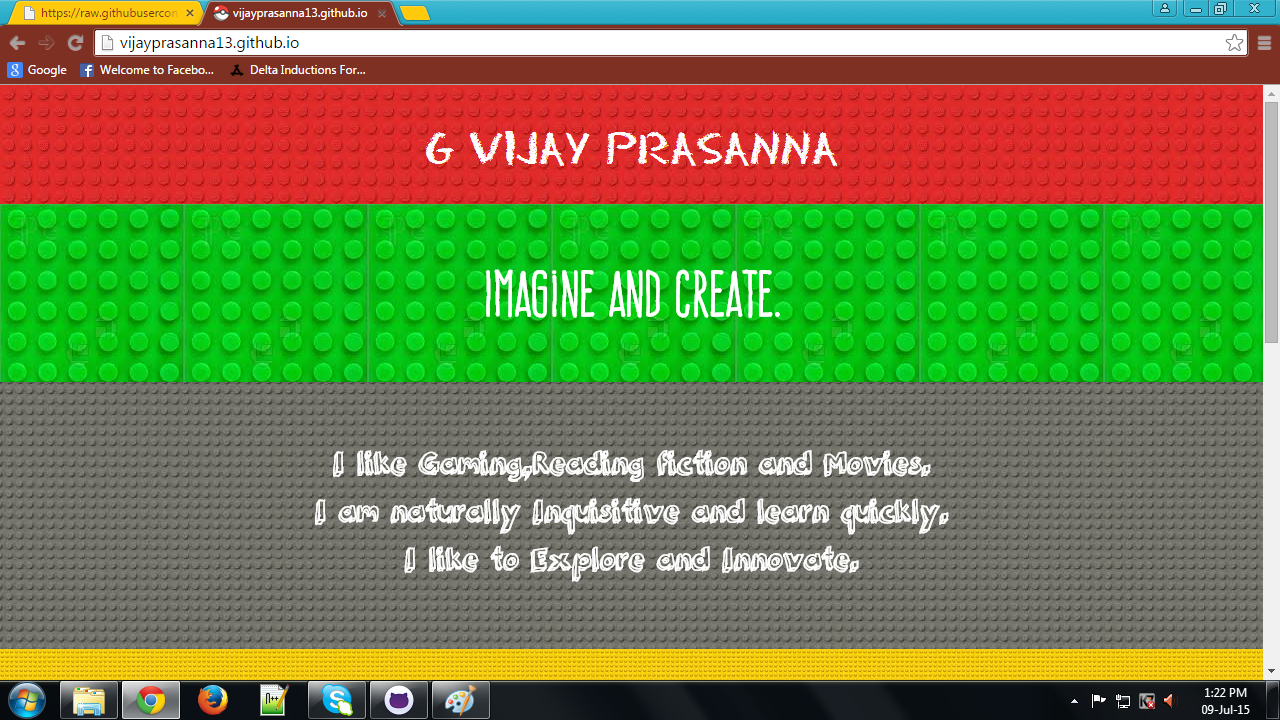 https://raw.githubusercon
vijayprasanna13.github.io
vijayprasanna13.github.io
Google
Welcome to Facebo...
Delta Inductions For...
G VIJAY PRASANNA
IMAGINE AND CREATE.
I like Gaming,Reading fiction and Movies.
I am naturally Inquisitive and learn quickly.
I like to Explore and Innovate.
1:22 PM
09-Jul-15